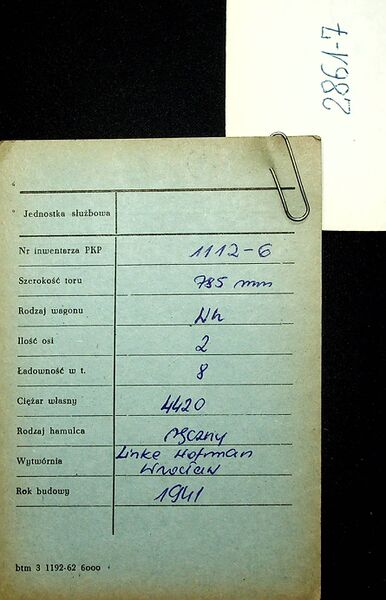 2861-7
Jednostka służbowa
Nr inwentarza PKP 1112-6
Szerokość toru 785 mm
Rodzaj wagonu Wh
Ilość osi 2
Ładowność w t. 8
Ciężar własny 4420
Rodzaj hamulca ręczny
Wytwórnia Linke Hofman
Wrocław
Rok budowy 1941
btm 3 1192-62 6000